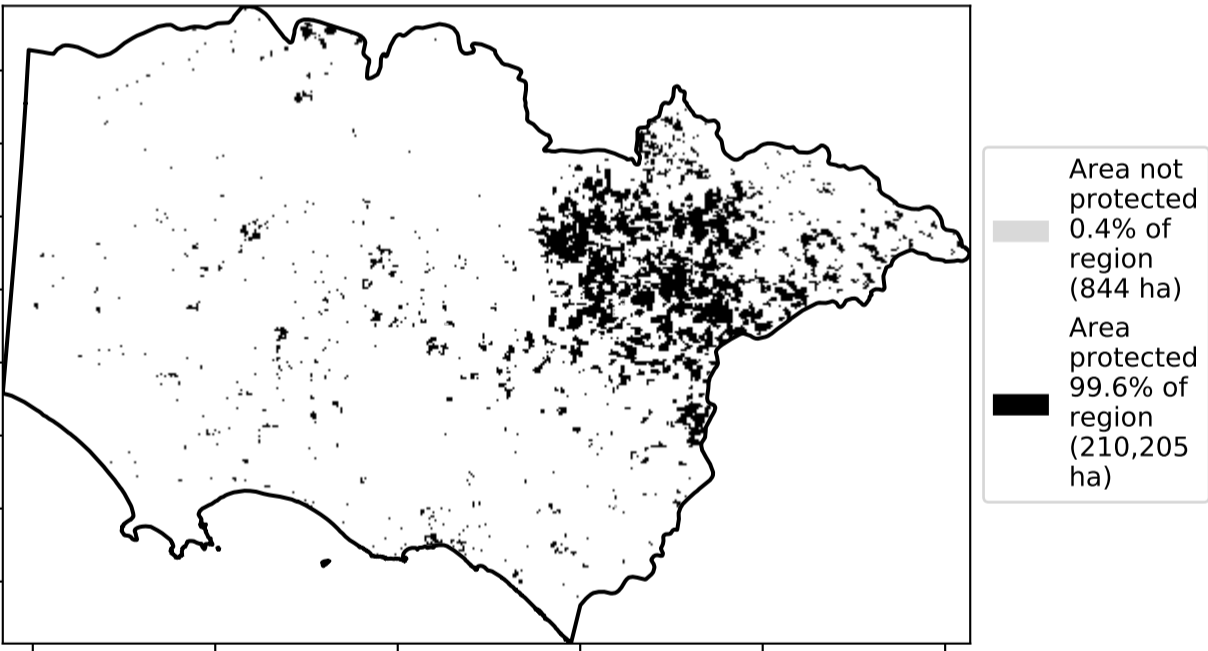 Area not
protected
0.4% of
region
(844 ha)
Area
protected
99.6% of
region
(210,205
ha)